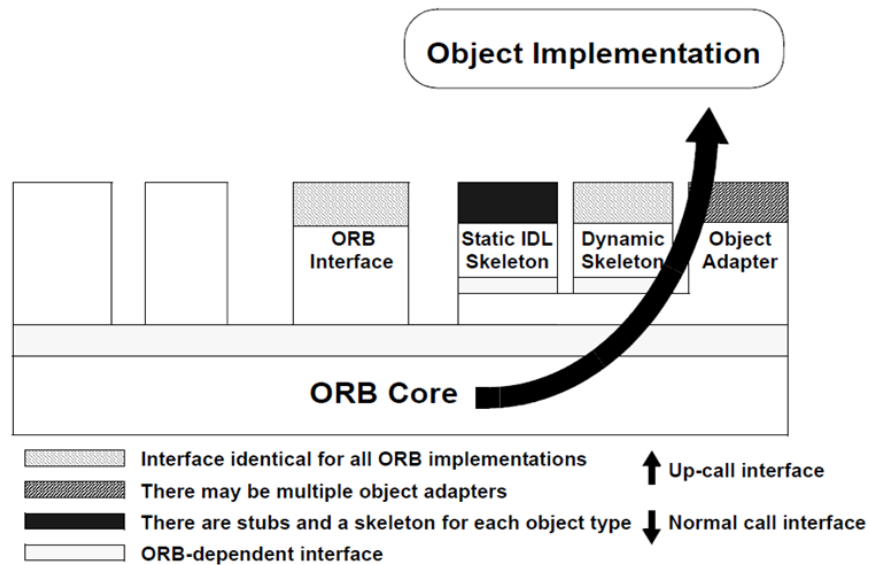 Object Implementation
ORB
Interface
Static IDL
Skeleton
Dynamic
Skeleton
Object
Adapter
ORB Core
Interface identical for all ORB implementations
There may be multiple object adapters
There are stubs and a skeleton for each object type
ORB-dependent interface
Up-call interface
Normal call interface